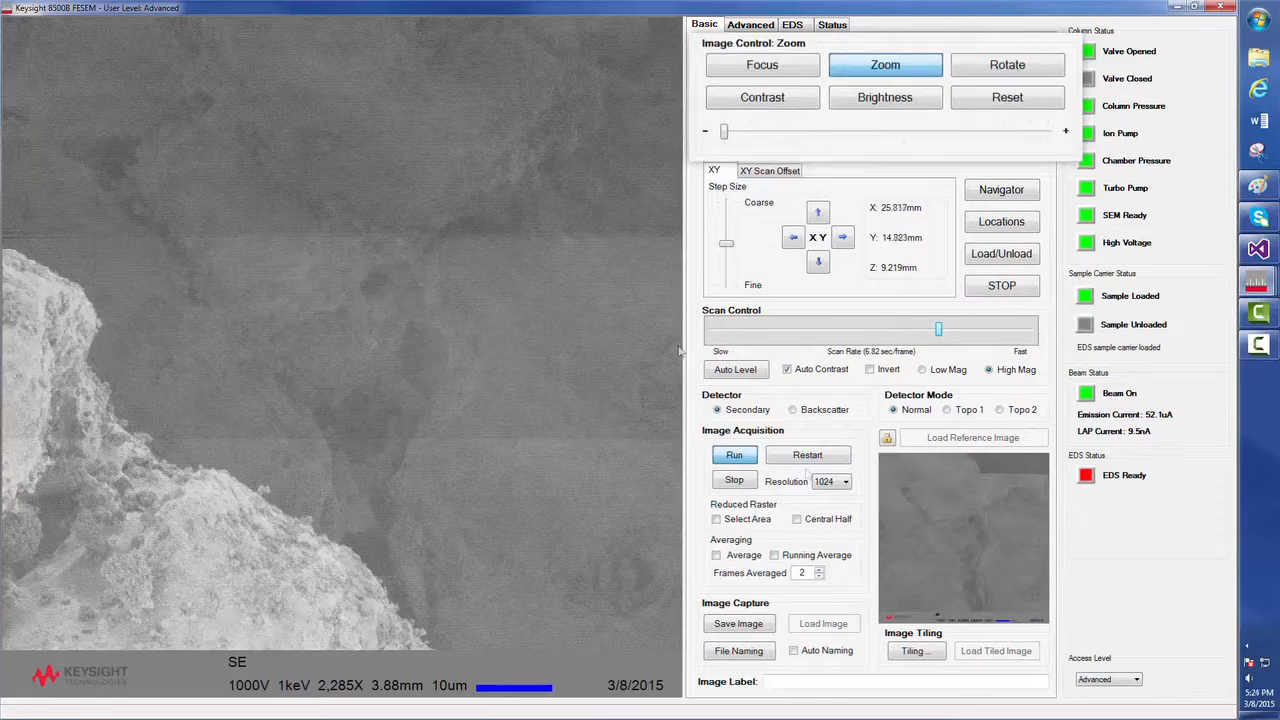 Keysight 8500B FESEM - User Level: Advanced
Basic Advanced EDS Status
Image Control: Zoom
Focus Zoom Rotate
Contrast Brightness Reset
- +
XY XY Scan Offset
Step Size
Coarse
X Y
Fine
X: 25.817mm
Y: 14.823mm
Z: 9.219mm
Navigator
Locations
Load/Unload
STOP
Scan Control
Slow Scan Rate (6.82 sec/frame) Fast
Auto Level Auto Contrast Invert Low Mag High Mag
Detector
Secondary Backscatter
Detector Mode
Normal Topo 1 Topo 2
Image Acquisition
Run Restart
Stop Resolution 1024
Load Reference Image
Reduced Raster
Select Area Central Half
Averaging
Average Running Average
Frames Averaged 2
Image Capture
Save Image Load Image
File Naming Auto Naming
Image Tiling
Tiling ... Load Tiled Image
Image Label:
Column Status
Valve Opened
Valve Closed
Column Pressure
Ion Pump
Chamber Pressure
Turbo Pump
SEM Ready
High Voltage
Sample Carrier Status
Sample Loaded
Sample Unloaded
EDS sample carrier loaded
Beam Status
Beam On
Emission Current: 52.1uA
LAP Current: 9.5nA
EDS Status
EDS Ready
Access Level
Advanced
KEYSIGHT
TECHNOLOGIES
SE
1000V 1keV 2,285X 3.88mm 10um 3/8/2015
5:24 PM
3/8/2015